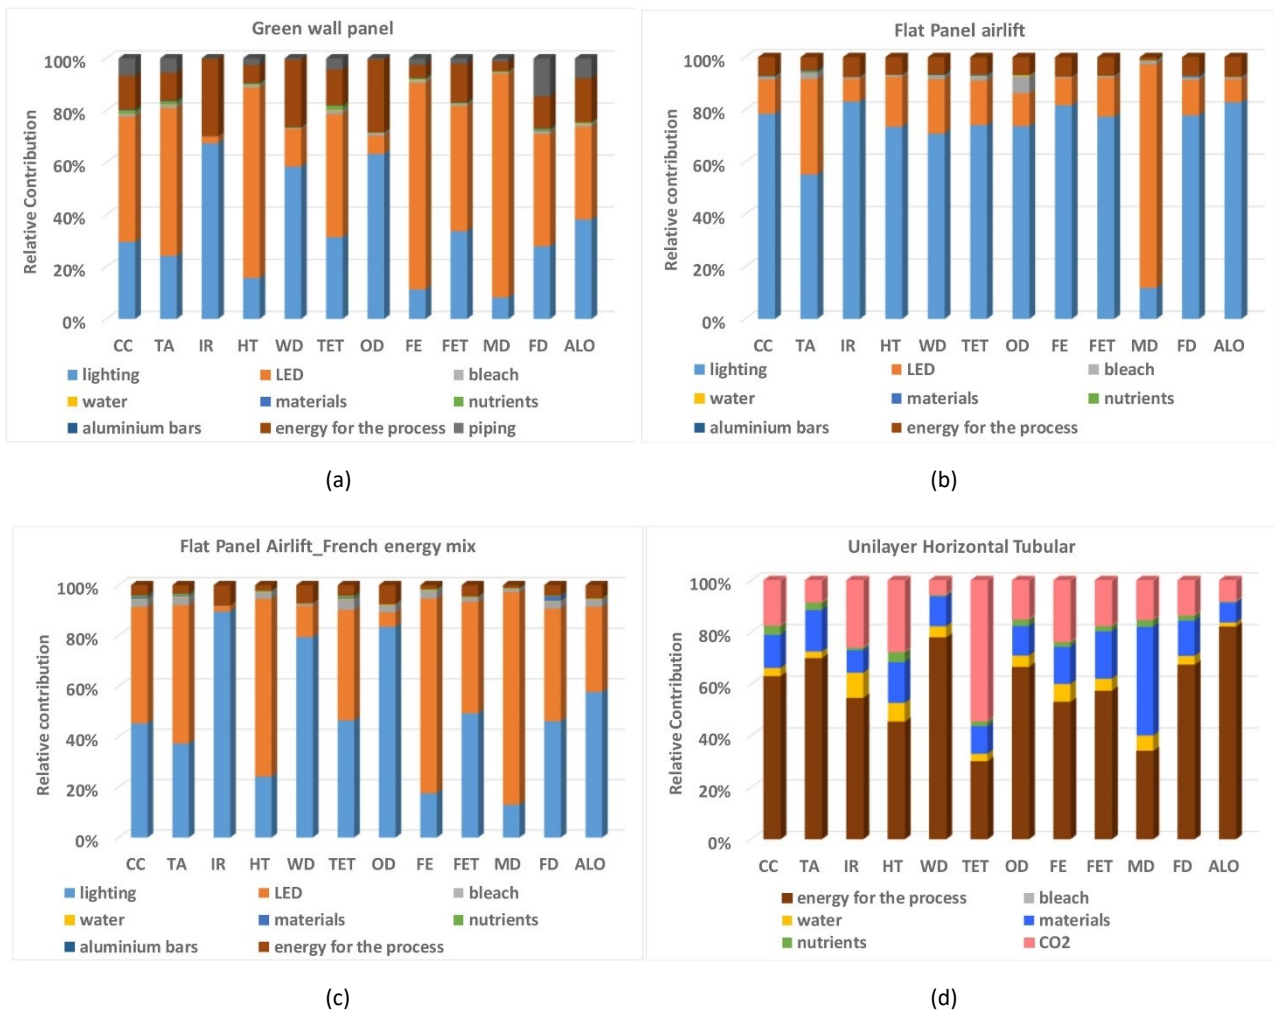 Green wall panel
Relative Contribution
100%
80%
60%
40%
20%
0%
CC TA IR HT WD TET OD FE FET MD FD ALO
lighting LED bleach
water materials nutrients
aluminium bars energy for the process piping
(a)
Flat Panel airlift
Relative contribution
100%
80%
60%
40%
20%
0%
CC TA IR HT WD TET OD FE FET MD FD ALO
lighting LED bleach
water materials nutrients
aluminium bars energy for the process
(b)
Flat Panel Airlift_French energy mix
Relative contribution
100%
80%
60%
40%
20%
0%
CC TA IR HT WD TET OD FE FET MD FD ALO
lighting LED bleach
water materials nutrients
aluminium bars energy for the process
(c)
Unilayer Horizontal Tubular
Relative Contribution
100%
80%
60%
40%
20%
0%
CC TA IR HT WD TET OD FE FET MD FD ALO
energy for the process bleach
water materials
nutrients CO2
(d)